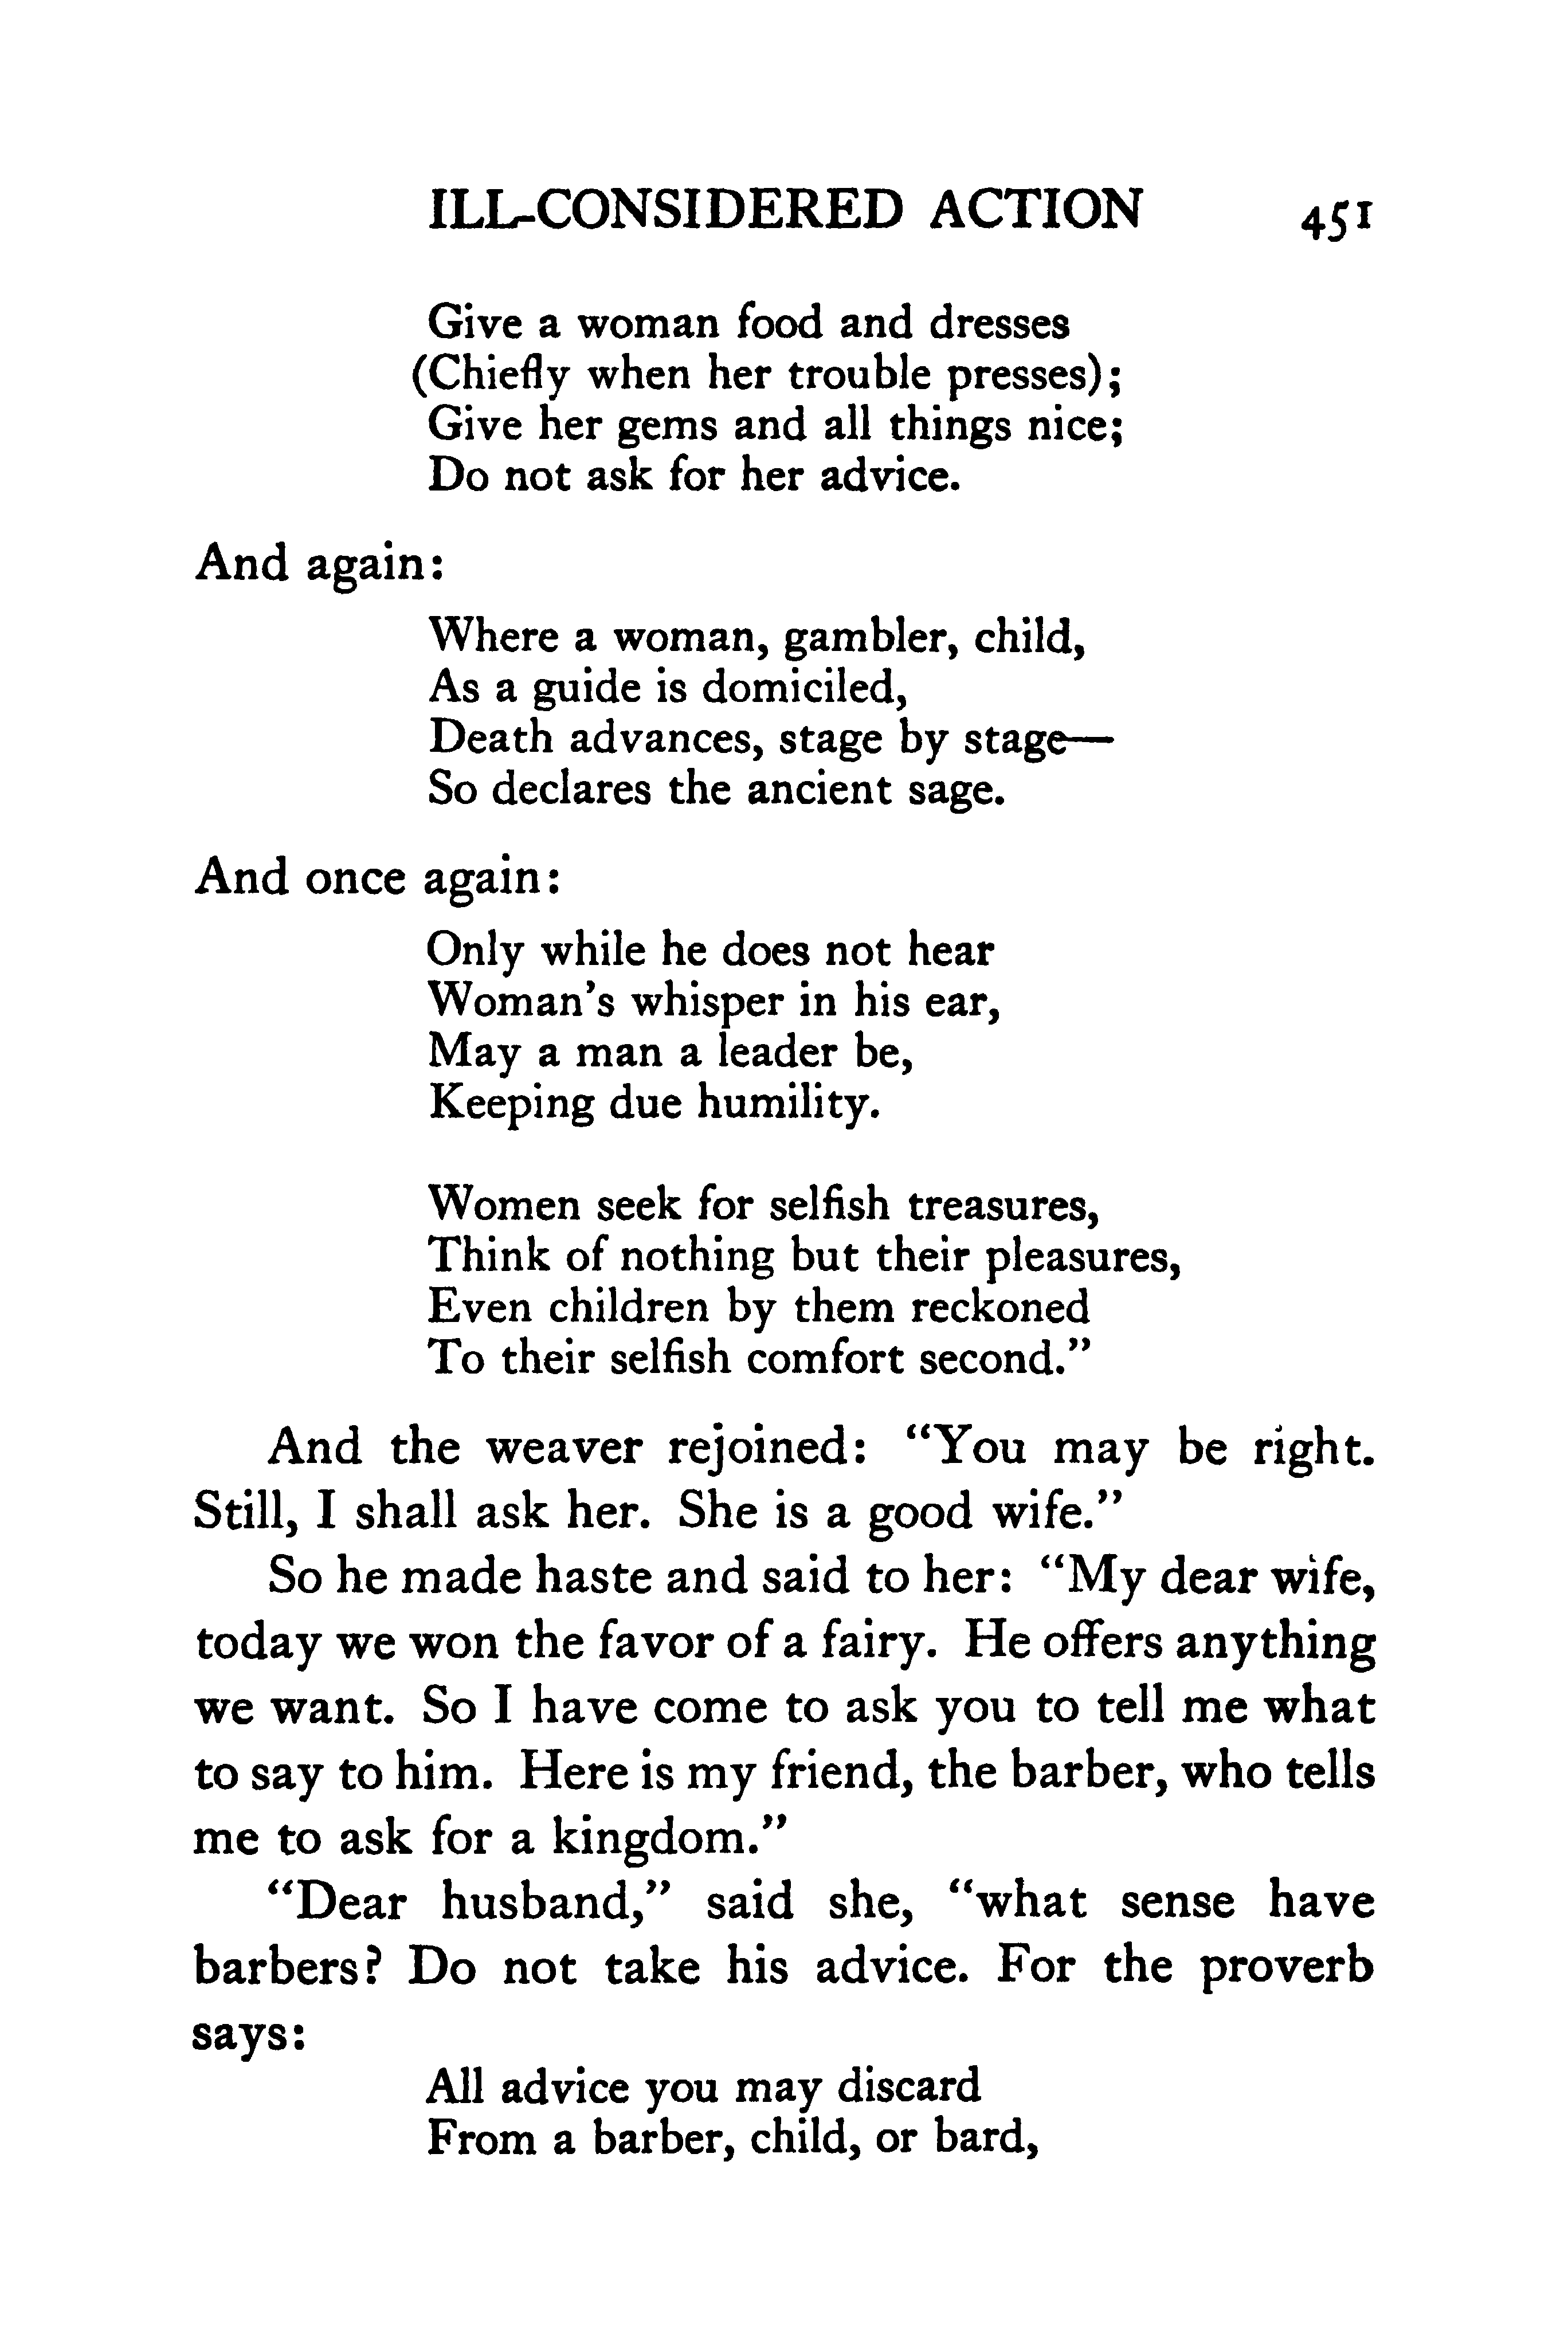 ILL-CONSIDERED ACTION 451
Give a woman food and dresses
(Chiefly when her trouble presses);
Give her gems and all things nice;
Do not ask for her advice.
And again:
Where a woman, gambler, child,
As a guide is domiciled,
Death advances, stage by stage—
So declares the ancient sage.
And once again:
Only while he does not hear
Woman's whisper in his ear,
May a man a leader be,
Keeping due humility.
Women seek for selfish treasures,
Think of nothing but their pleasures,
Even children by them reckoned
To their selfish comfort second.”
And the weaver rejoined: “You may be right.
Still, I shall ask her. She is a good wife.”
So he made haste and said to her: “My dear wife,
today we won the favor of a fairy. He offers anything
we want. So I have come to ask you to tell me what
to say to him. Here is my friend, the barber, who tells
me to ask for a kingdom.”
“Dear husband,” said she, “what sense have
barbers? Do not take his advice. For the proverb
says:
All advice you may discard
From a barber, child, or bard,